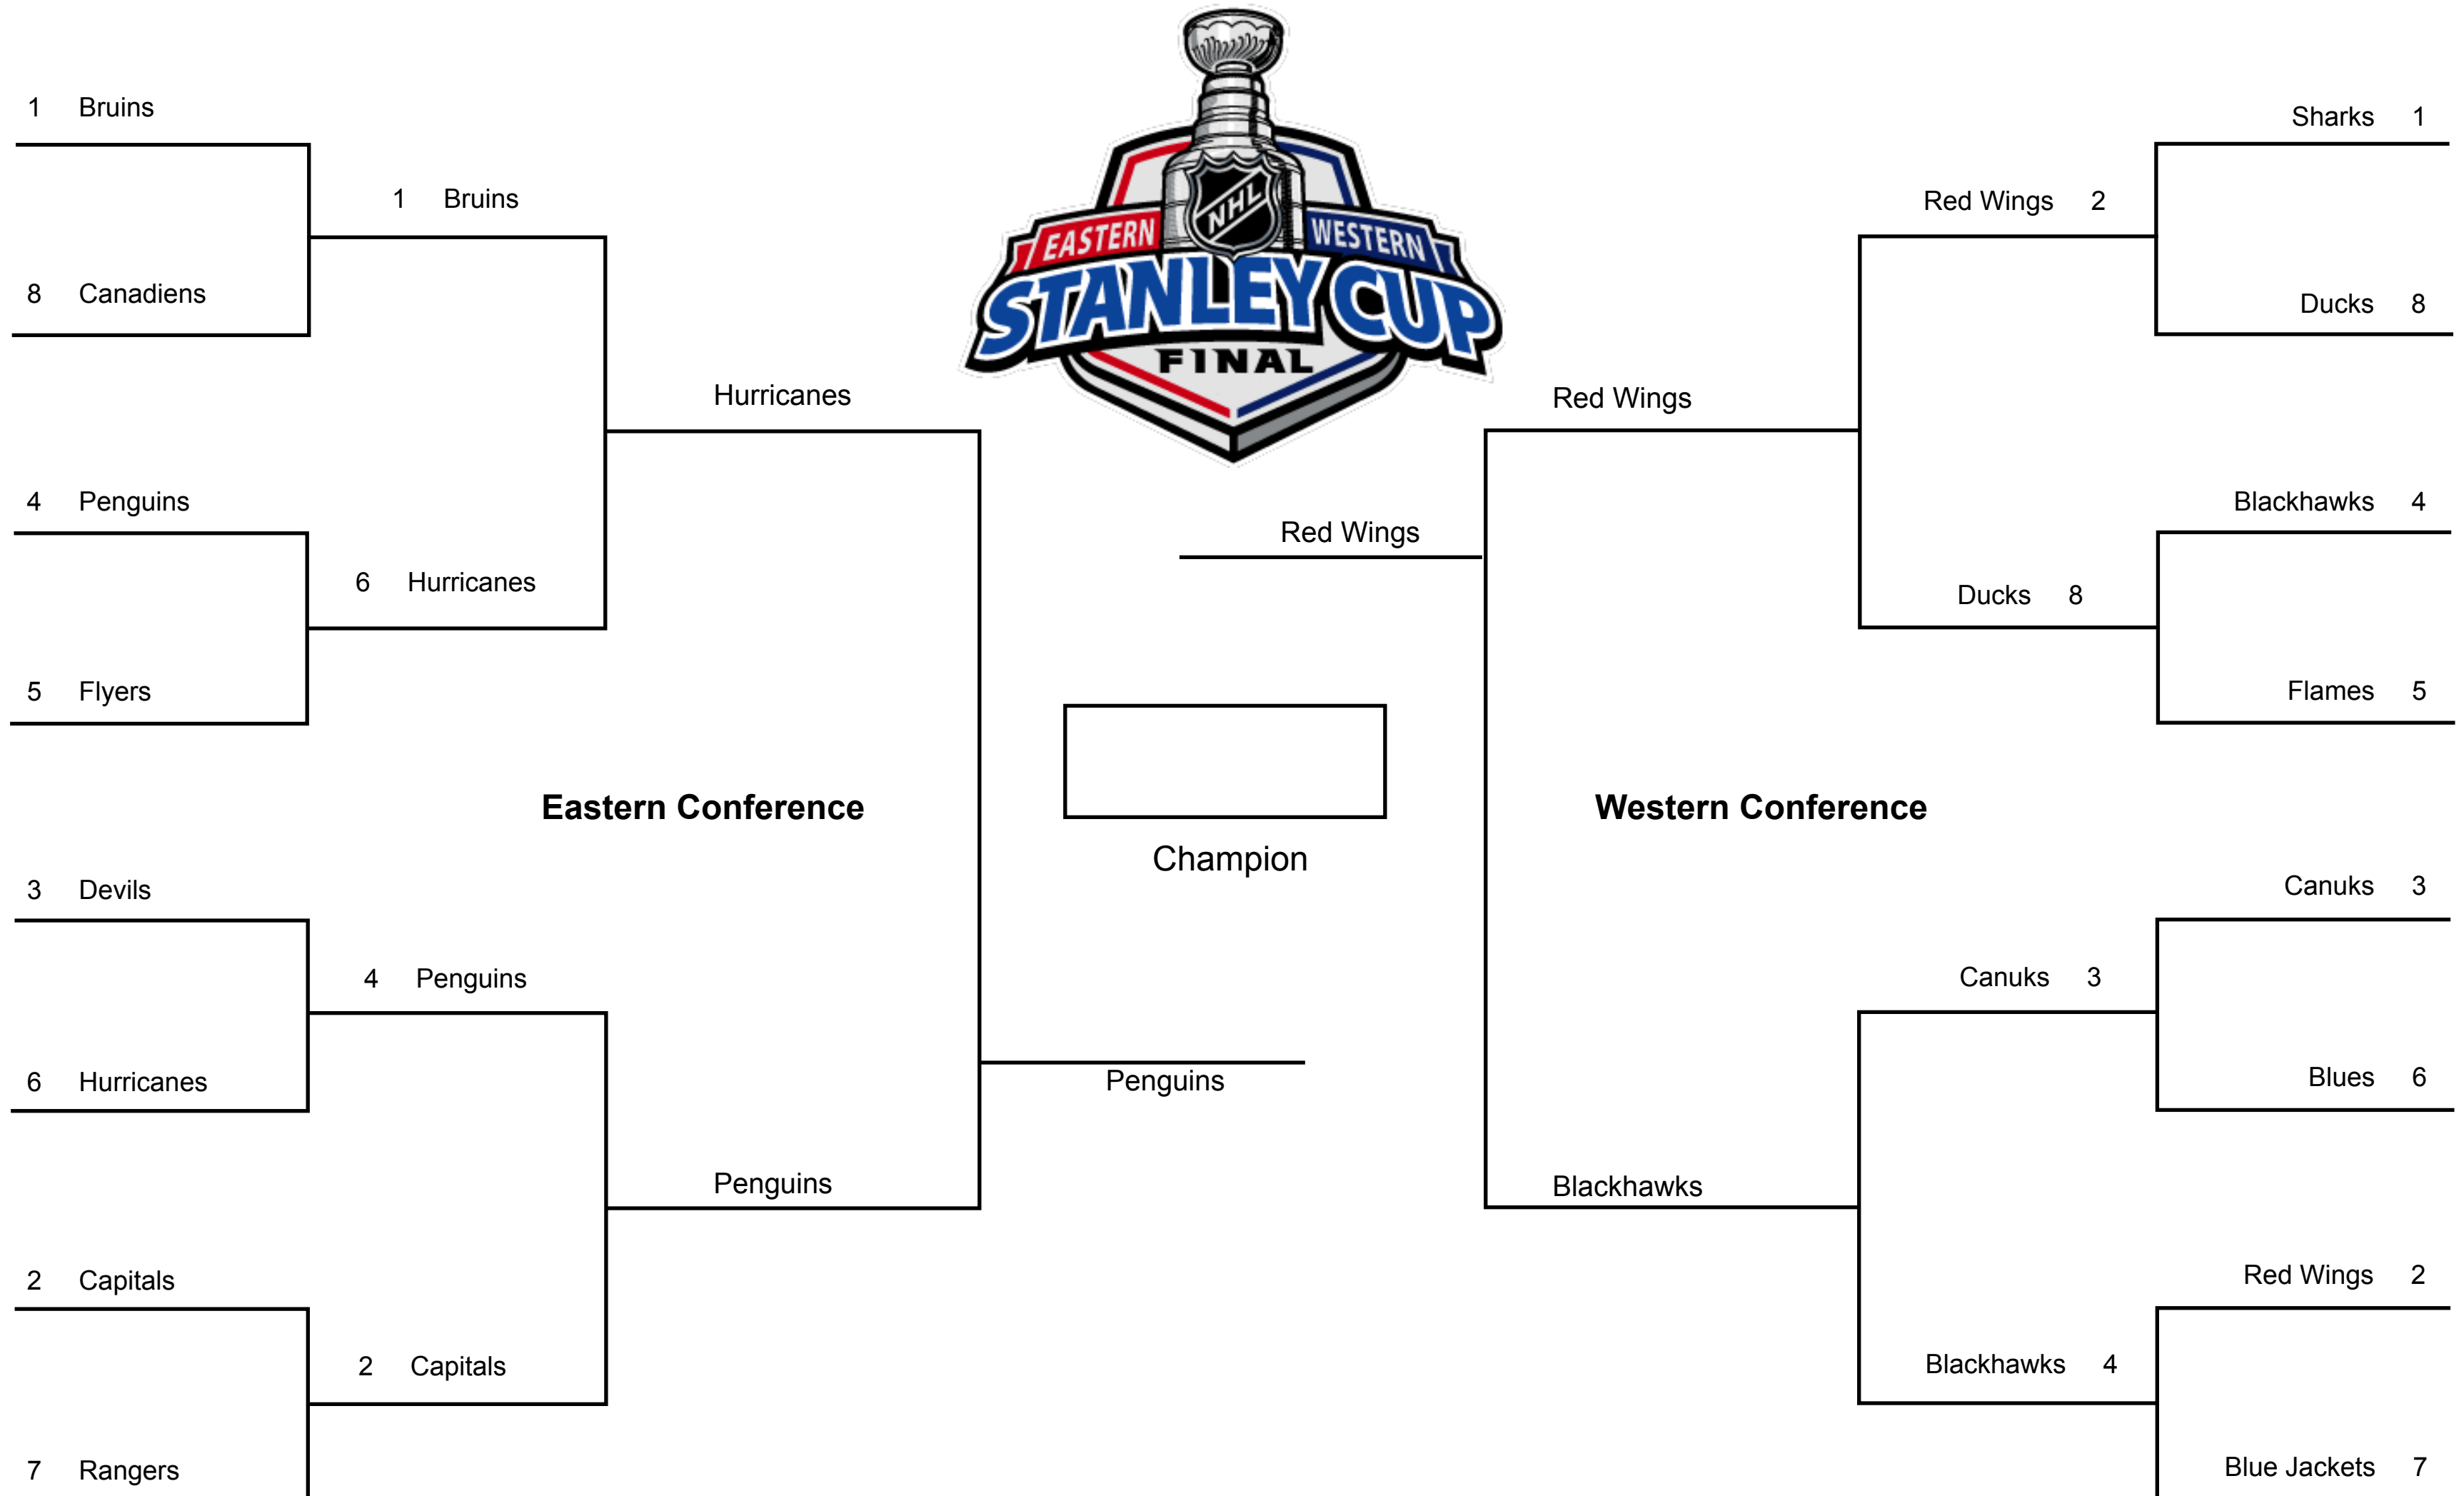 1 Bruins
8 Canadiens
4 Penguins
5 Flyers
3 Devils
6 Hurricanes
2 Capitals
7 Rangers
1 Bruins
6 Hurricanes
4 Penguins
2 Capitals
Hurricanes
Penguins
Eastern Conference
Penguins
NHL
EASTERN WESTERN
STANLEY CUP
FINAL
Red Wings
Champion
Western Conference
Red Wings
Blackhawks
Red Wings 2
Ducks 8
Canuks 3
Blackhawks 4
Sharks 1
Ducks 8
Blackhawks 4
Flames 5
Canuks 3
Blues 6
Red Wings 2
Blue Jackets 7